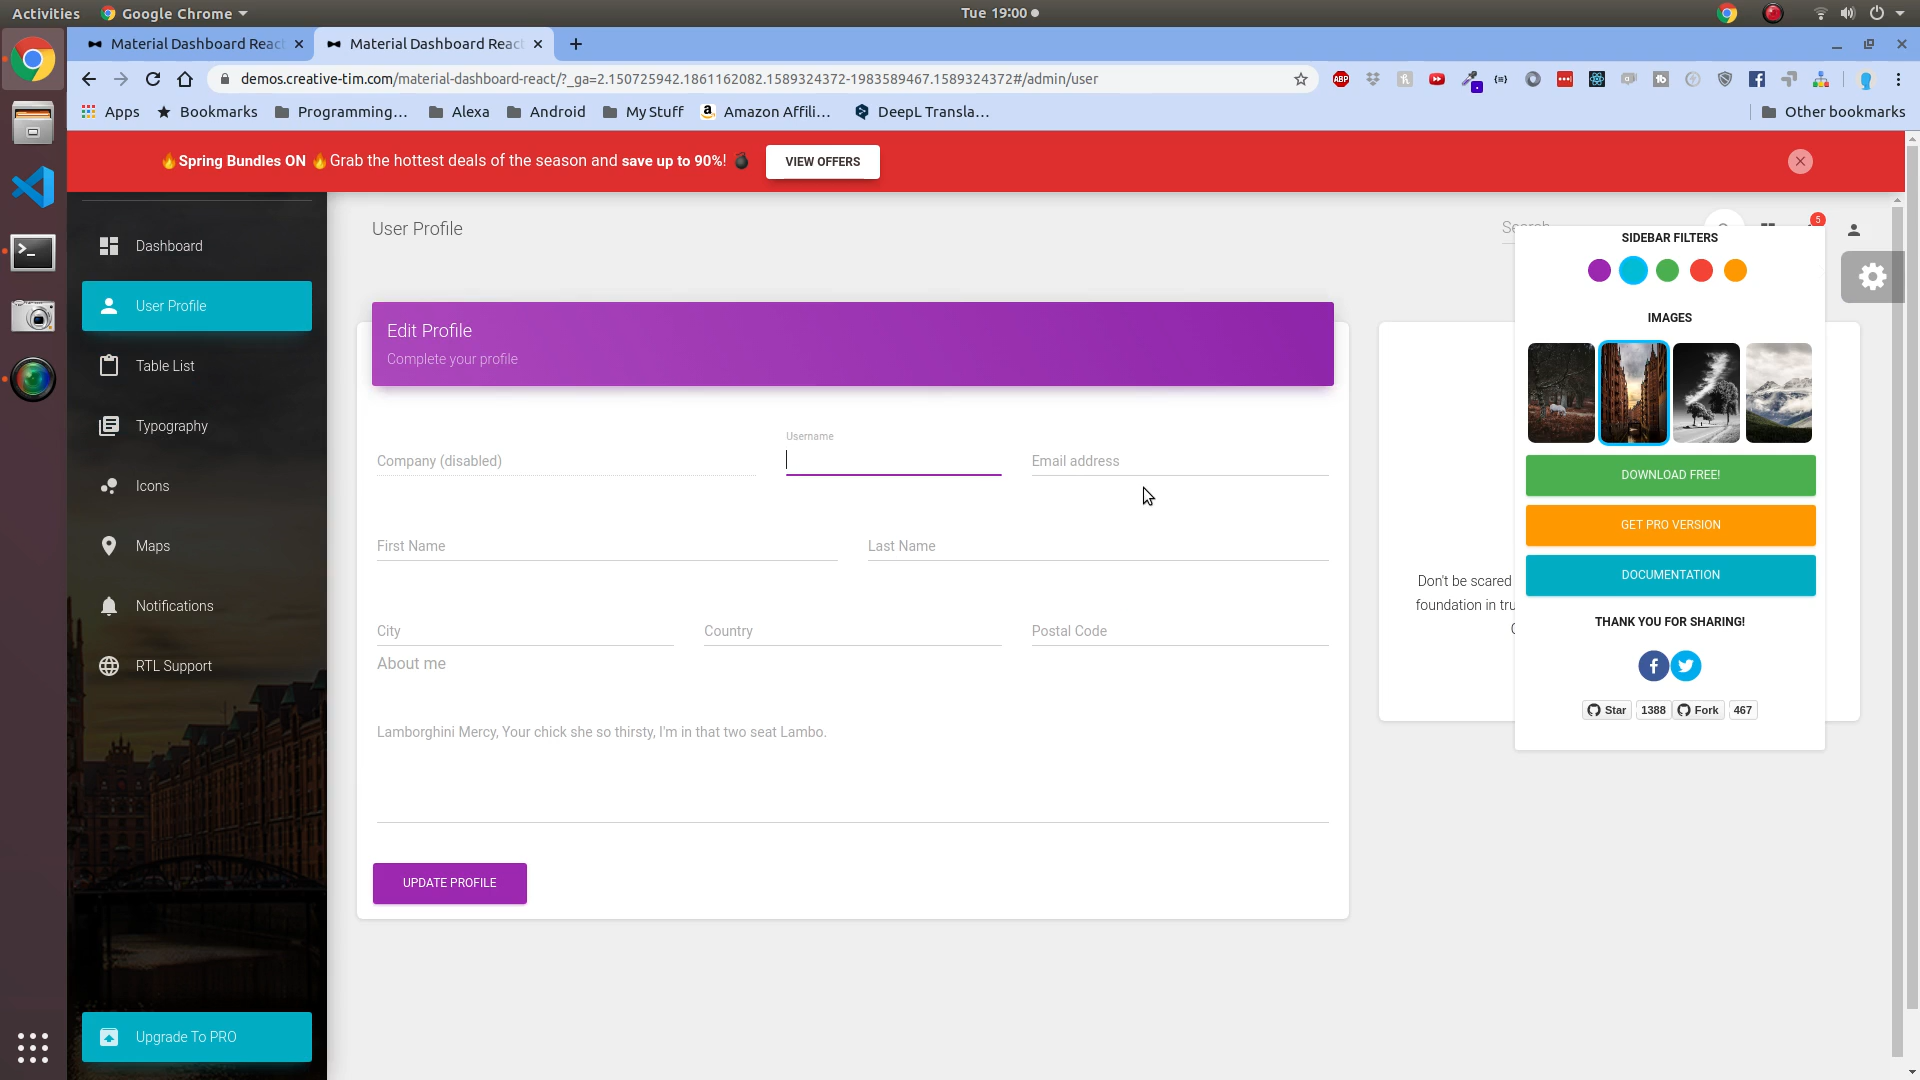 Activities
Google Chrome
Tue 19:00
Material Dashboard React
Material Dashboard React
demos.creative-tim.com/material-dashboard-react/?_ga=2.150725942.1861162082.1589324372-1983589467.1589324372#/admin/user
ABP
Apps
Bookmarks
Programming...
Alexa
Android
My Stuff
Amazon Affili...
DeepL Transla...
Other bookmarks
🔥Spring Bundles ON 🔥Grab the hottest deals of the season and save up to 90%! 💣
VIEW OFFERS
Dashboard
User Profile
Table List
Typography
Icons
Maps
Notifications
RTL Support
Upgrade To PRO
User Profile
Search
5
Edit Profile
Complete your profile
Company (disabled)
Username
Email address
First Name
Last Name
City
Country
Postal Code
About me
Lamborghini Mercy, Your chick she so thirsty, I'm in that two seat Lambo.
UPDATE PROFILE
Don't be scared
foundation in tru
SIDEBAR FILTERS
IMAGES
DOWNLOAD FREE!
GET PRO VERSION
DOCUMENTATION
THANK YOU FOR SHARING!
Star
1388
Fork
467